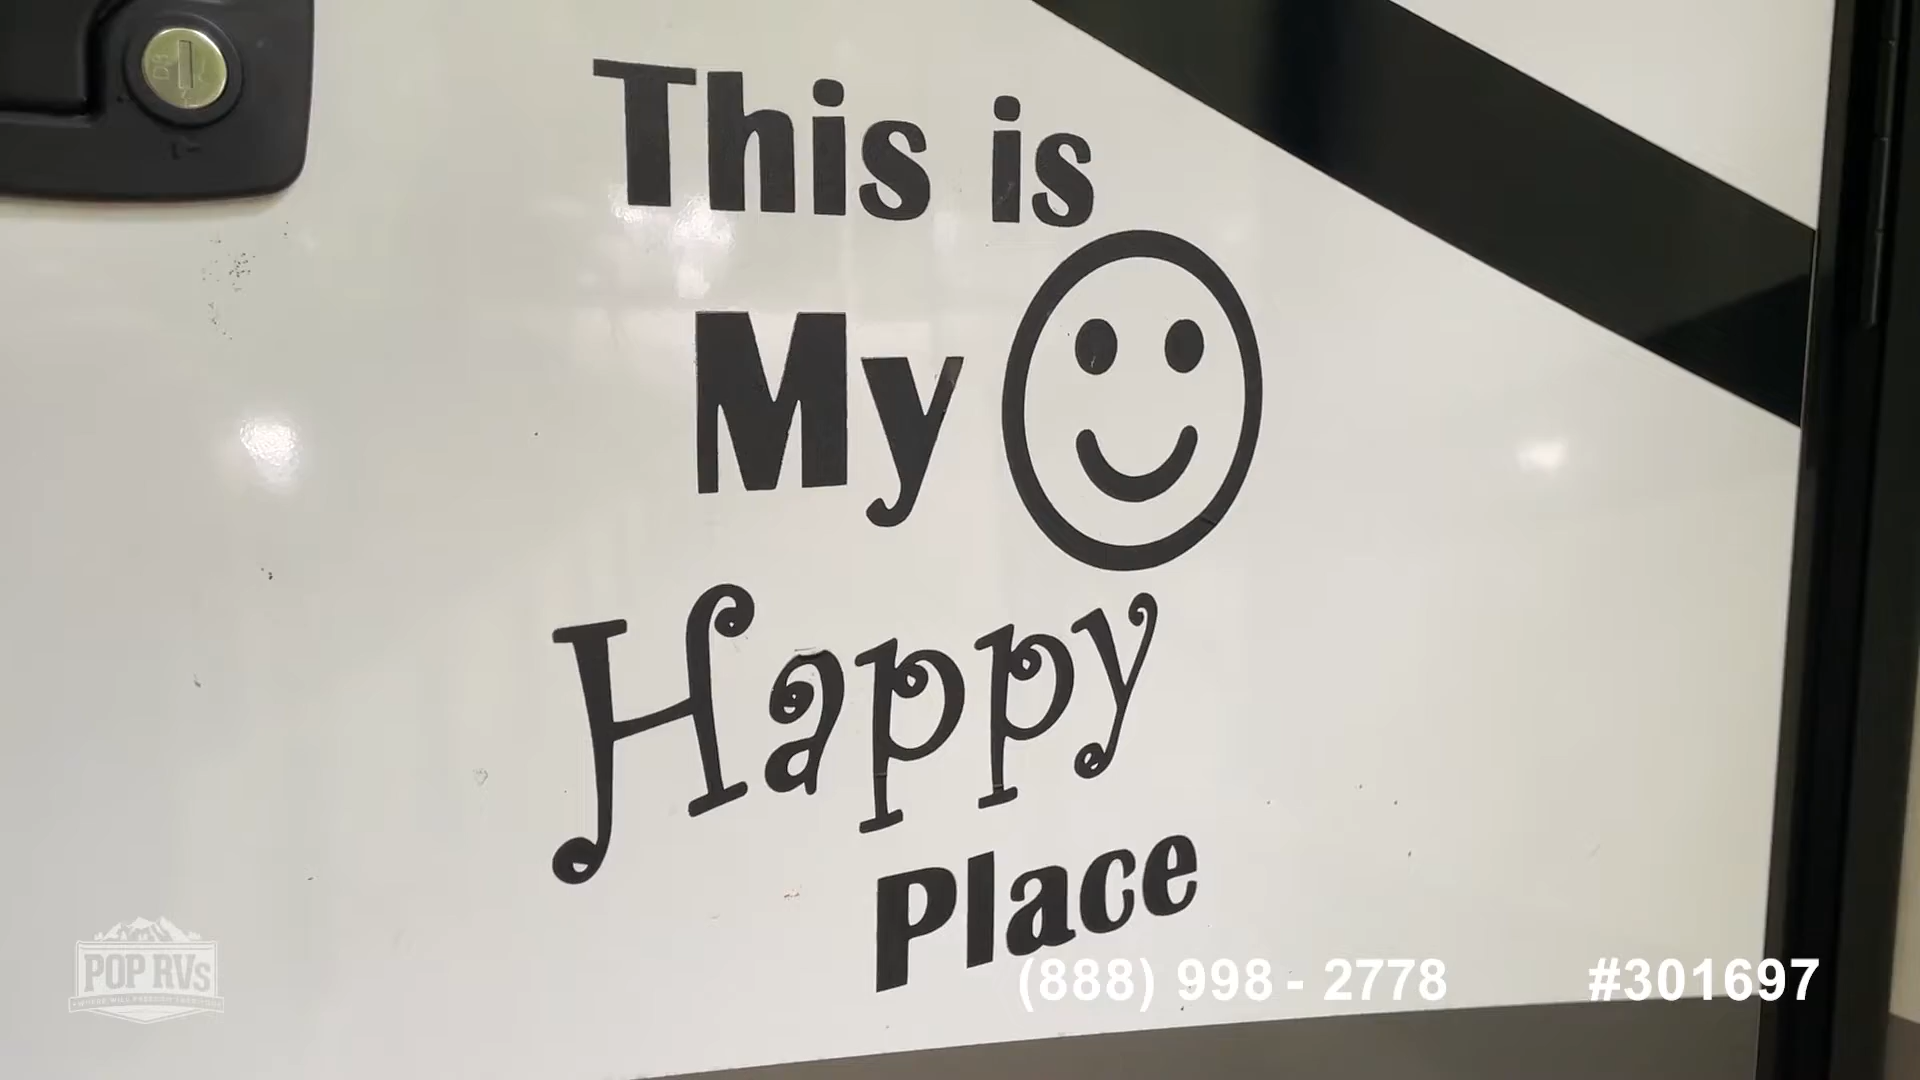 This is
My
Happy
Place
(888) 998 - 2778
#301697
POP RVs